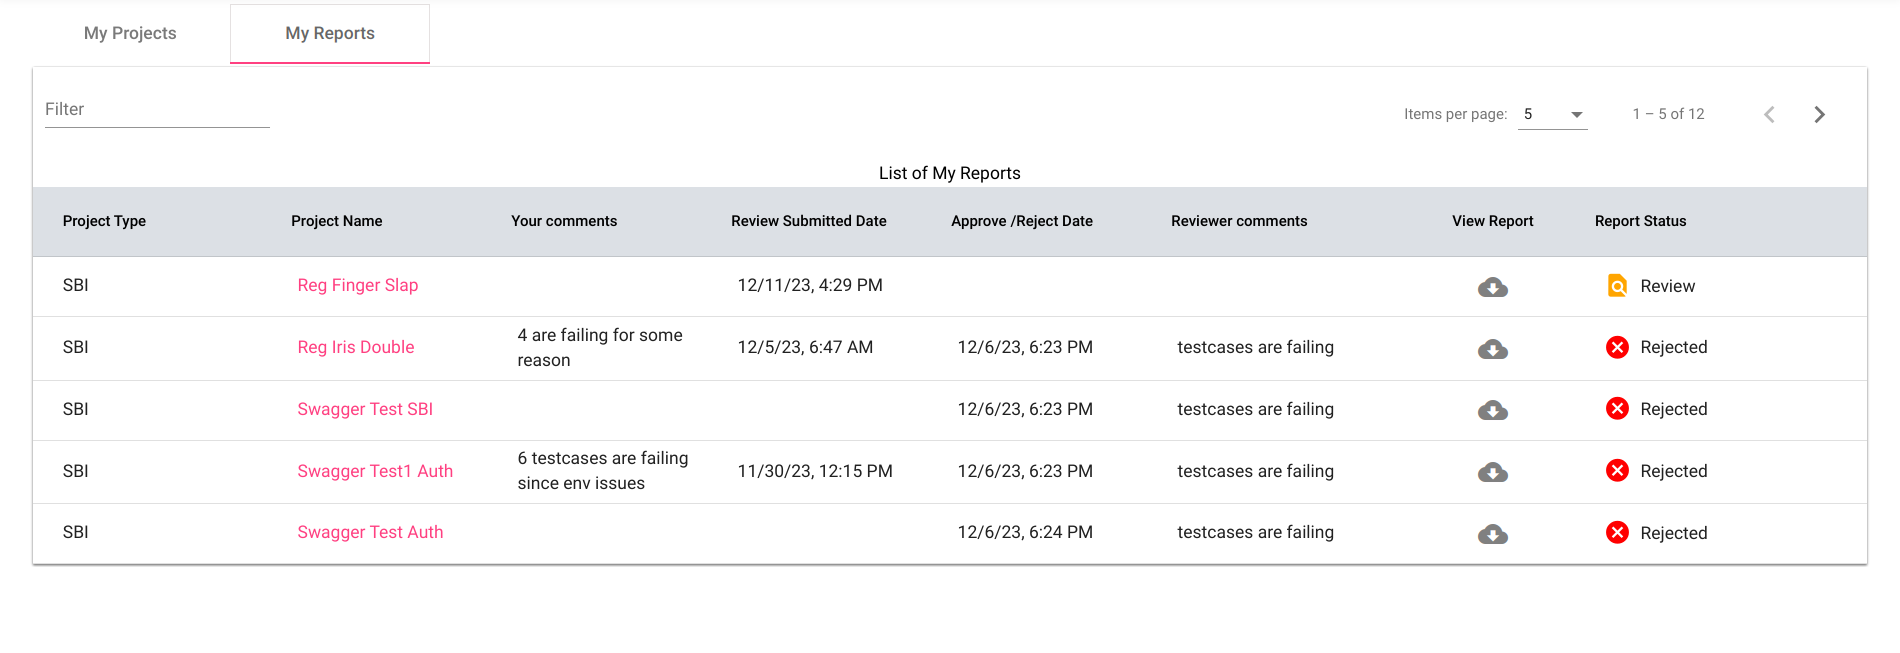 My Projects
My Reports
Filter
Items per page: 5 1 – 5 of 12
List of My Reports
Project Type Project Name Your comments Review Submitted Date Approve /Reject Date Reviewer comments View Report Report Status
SBI Reg Finger Slap 12/11/23, 4:29 PM Review
SBI Reg Iris Double 4 are failing for some
reason 12/5/23, 6:47 AM 12/6/23, 6:23 PM testcases are failing Rejected
SBI Swagger Test SBI 12/6/23, 6:23 PM testcases are failing Rejected
SBI Swagger Test1 Auth 6 testcases are failing
since env issues 11/30/23, 12:15 PM 12/6/23, 6:23 PM testcases are failing Rejected
SBI Swagger Test Auth 12/6/23, 6:24 PM testcases are failing Rejected